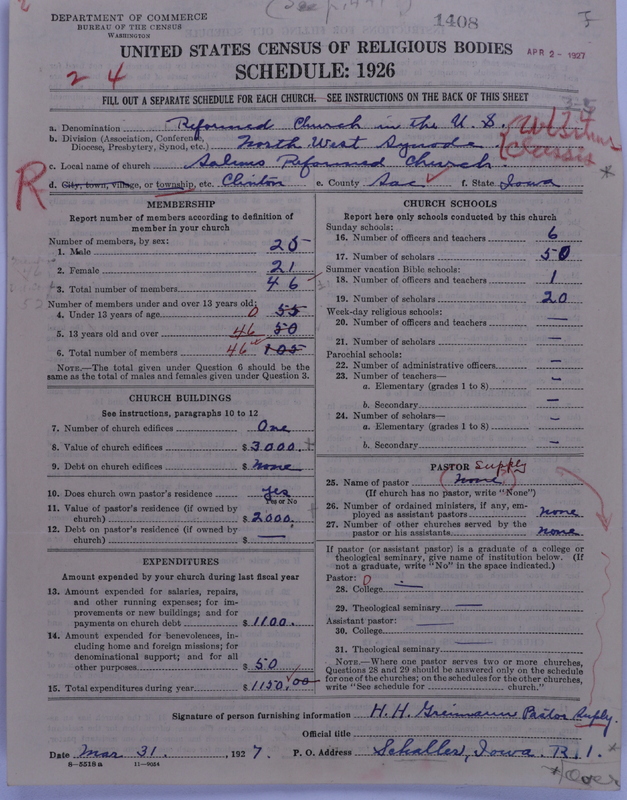 DEPARTMENT OF COMMERCE
BUREAU OF THE CENSUS
WASHINGTON
1408
UNITED STATES CENSUS OF RELIGIOUS BODIES
APR 2 - 1927
SCHEDULE: 1926
2 4
FILL OUT A SEPARATE SCHEDULE FOR EACH CHURCH. SEE INSTRUCTIONS ON THE BACK OF THIS SHEET
a. Denomination Reformed Church in the U. S.
b. Division (Association, Conference, Diocese, Presbytery, Synod, etc.) North West Synode
Classis
c. Local name of church Salems Reformed Church
R
d. City, town, village, or township, etc. Clinton e. County Sac f. State Iowa
MEMBERSHIP
Report number of members according to definition of
member in your church
Number of members, by sex:
1. Male 25
2. Female 21
3. Total number of members 46
Number of members under and over 13 years old:
4. Under 13 years of age 0 55
5. 13 years old and over 46 50
6. Total number of members 46 105
NOTE.—The total given under Question 6 should be
same as the total of males and females given under Question 3.
CHURCH BUILDINGS
See instructions, paragraphs 10 to 12
7. Number of church edifices One
8. Value of church edifices $3000.
9. Debt on church edifices $ None
10. Does church own pastor's residence yes
Yes or No
11. Value of pastor's residence (if owned by
church) $2000.
12. Debt on pastor's residence (if owned by
church) $ —
EXPENDITURES
Amount expended by your church during last fiscal year
13. Amount expended for salaries, repairs,
and other running expenses; for im-
provements or new buildings; and for
payments on church debt $1100.
14. Amount expended for benevolences, in-
cluding home and foreign missions; for
denominational support; and for all
other purposes $50
15. Total expenditures during year $1150.00
CHURCH SCHOOLS
Report here only schools conducted by this church
Sunday schools:
16. Number of officers and teachers 6
17. Number of scholars 50
Summer vacation Bible schools:
18. Number of officers and teachers 1
19. Number of scholars 20
Week-day religious schools:
20. Number of officers and teachers —
21. Number of scholars —
Parochial schools:
22. Number of administrative officers —
23. Number of teachers—
a. Elementary (grades 1 to 8) —
b. Secondary —
24. Number of scholars—
a. Elementary (grades 1 to 8) —
b. Secondary —
PASTOR Supply
25. Name of pastor (None)
(If church has no pastor, write "None")
26. Number of ordained ministers, if any, em-
ployed as assistant pastors None
27. Number of other churches served by the
pastor or his assistants None
If pastor (or assistant pastor) is a graduate of a college or
theological seminary, give name of institution below. (If
not a graduate, write "No" in the space indicated.)
Pastor: 0
28. College —
29. Theological seminary —
Assistant pastor: —
30. College
31. Theological seminary —
NOTE.—Where one pastor serves two or more churches,
Questions 28 and 29 should be answered only on the schedule
for one of the churches; on the schedules for the other churches,
write "See schedule for church."
Signature of person furnishing information H. H. Greimann Pastor Suply.
Official title
Date Mar 31, 1927. P. O. Address Schaller, Iowa. R 1.
8—5518 a 11—9054
Over